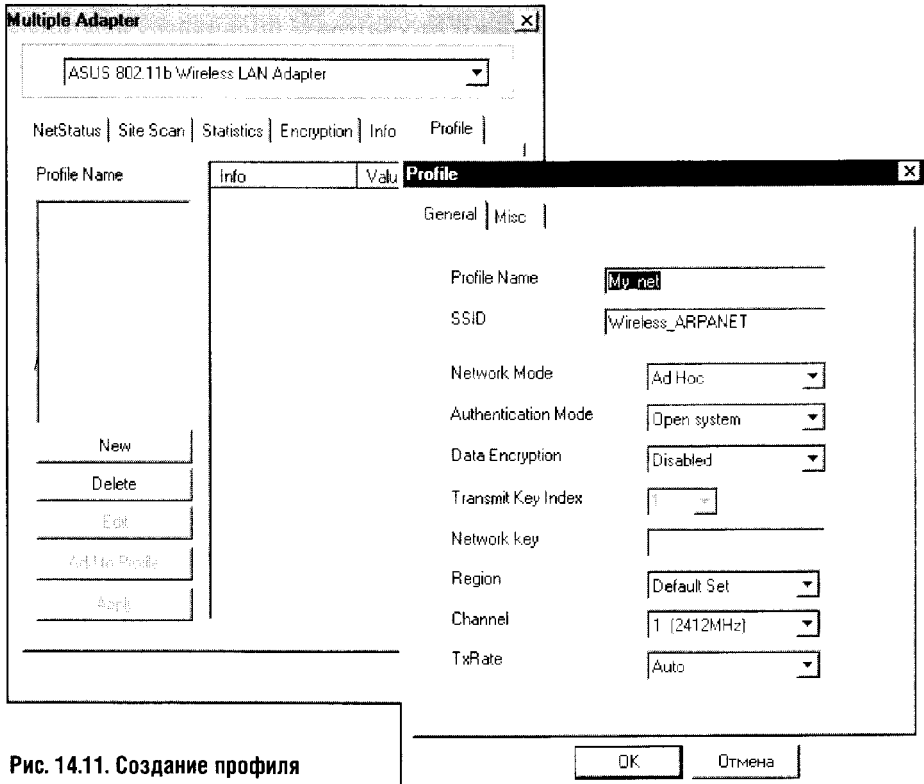 Multiple Adapter
ASUS 802.11b Wireless LAN Adapter
NetStatus Site Scan Statistics Encryption Info Profile
Profile Name Info Valu
New
Delete
Edit
Add to Profile
Apply
Profile
General Misc
Profile Name My_net
SSID Wireless_ARPANET
Network Mode Ad Hoc
Authentication Mode Open system
Data Encryption Disabled
Transmit Key Index 1
Network key
Region Default Set
Channel 1 (2412MHz)
TxRate Auto
OK Отмена
Рис. 14.11. Создание профиля